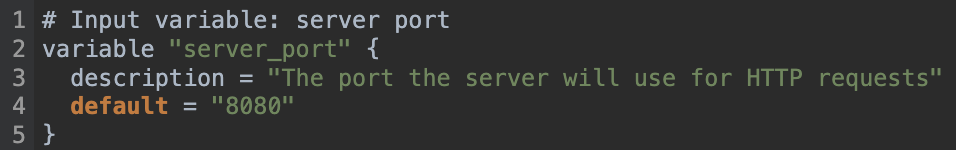 1 # Input variable: server port
2 variable "server_port" {
3   description = "The port the server will use for HTTP requests"
4   default = "8080"
5 }